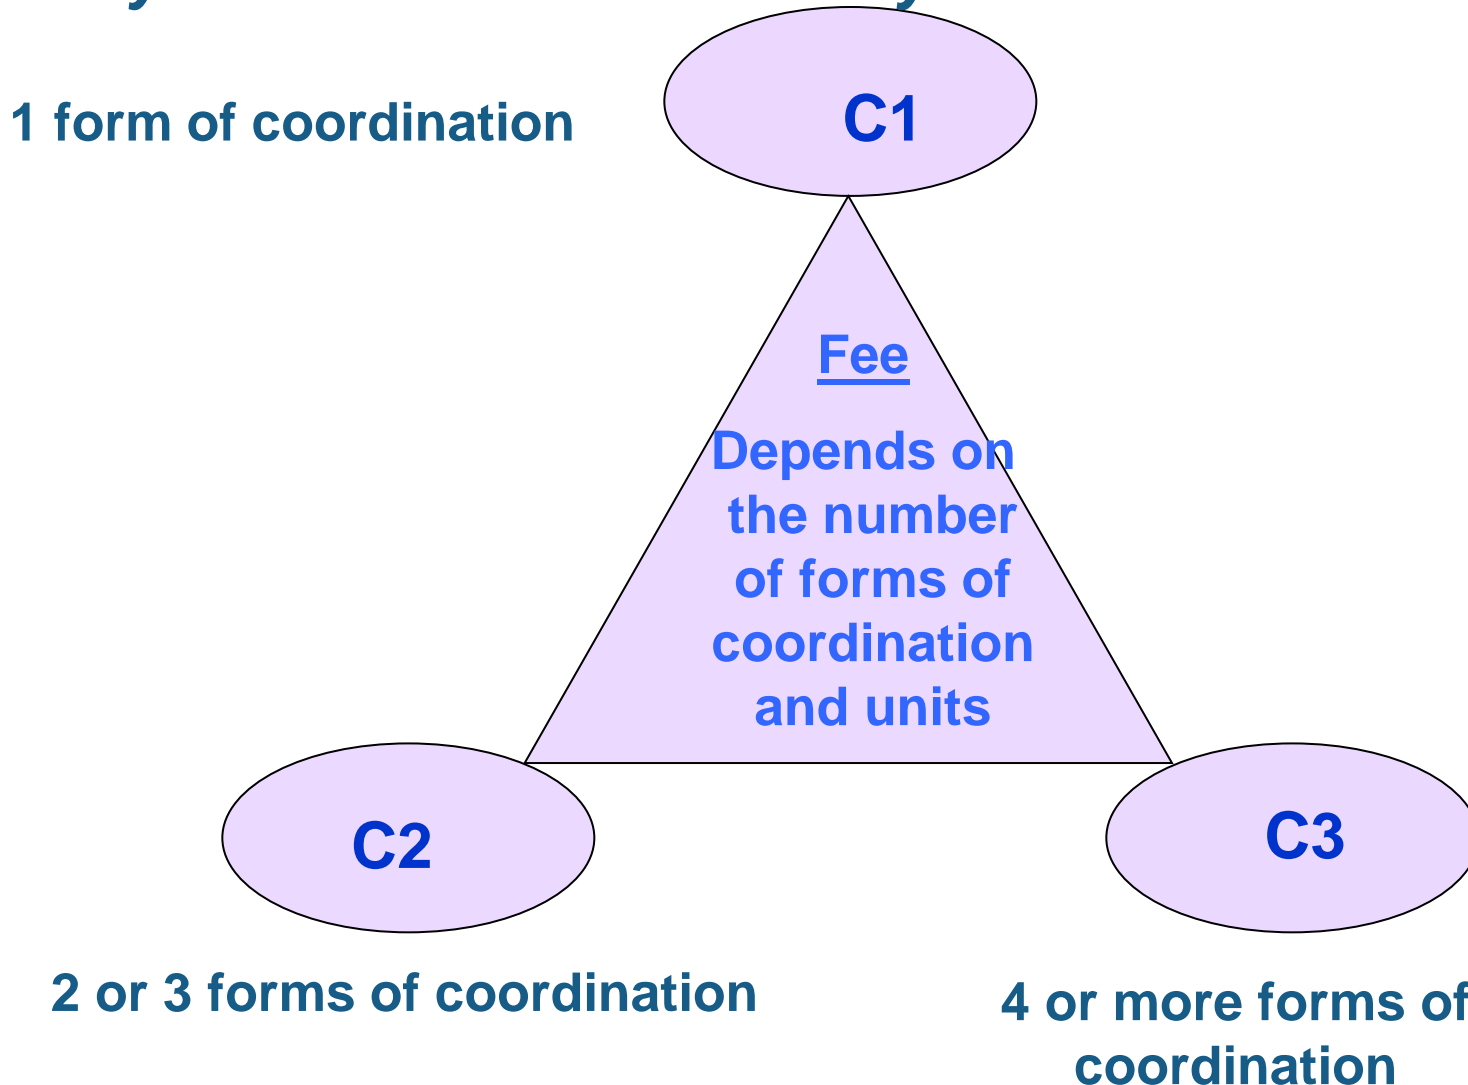 1 form of coordination
C1
Fee
Depends on
the number
of forms of
coordination
and units
C2
C3
2 or 3 forms of coordination
4 or more forms of
coordination